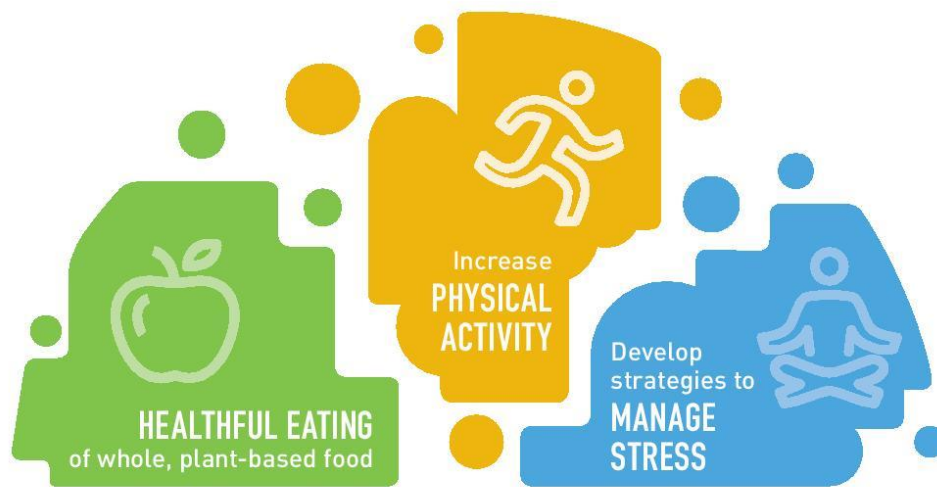 HEALTHFUL EATING
of whole, plant-based food
Increase
PHYSICAL
ACTIVITY
Develop
strategies to
MANAGE
STRESS